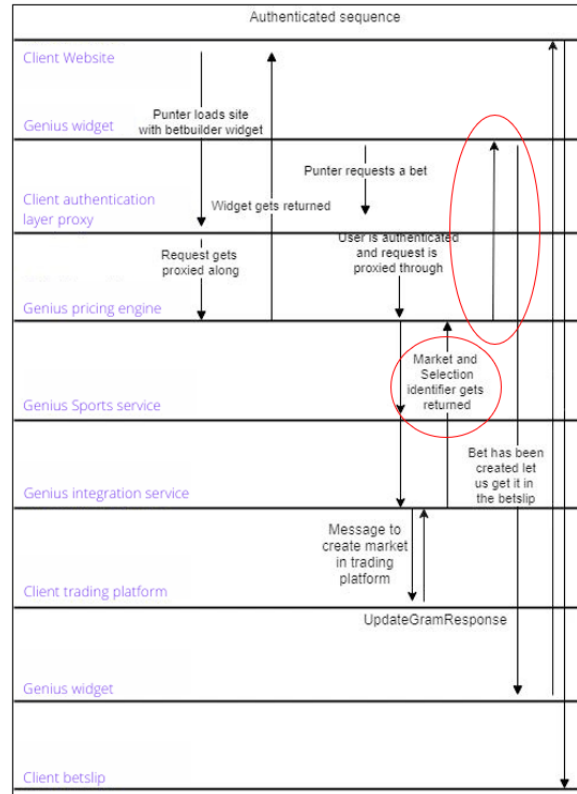 Authenticated sequence
Client Website
Punter loads site
with betbuilder widget
Genius widget
Punter requests a bet
Client authentication
layer proxy
Widget gets returned
User is authenticated
and request is
proxied through
Request gets
proxied along
Genius pricing engine
Market and
Selection
identifier gets
returned
Genius Sports service
Bet has been
created let
us get it in
the betslip
Genius integration service
Message to
create market
in trading
platform
Client trading platform
UpdateGramResponse
Genius widget
Client betslip